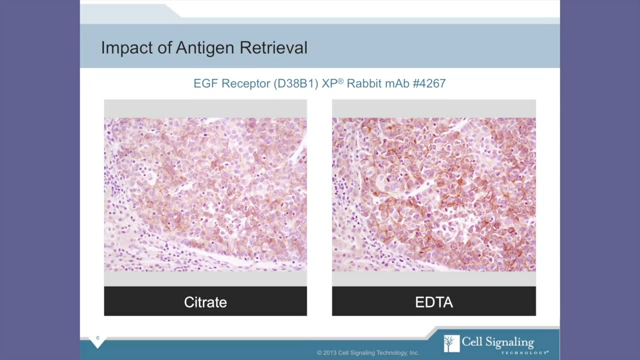 Impact of Antigen Retrieval
EGF Receptor (D38B1) XP® Rabbit mAb #4267
Citrate
EDTA
© 2013 Cell Signaling Technology, Inc.
Cell Signaling
TECHNOLOGY®